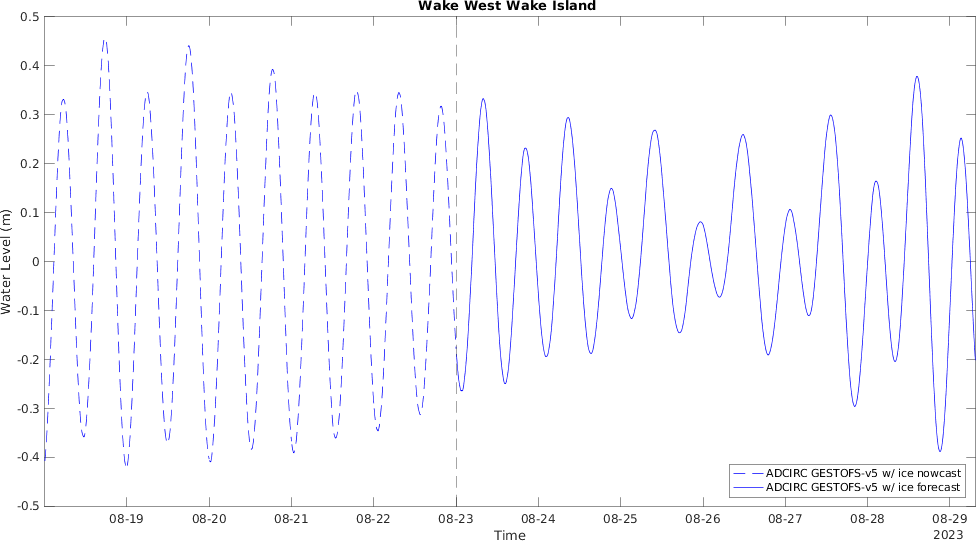 Wake West Wake Island
Water Level (m)
0.5
0.4
0.3
0.2
0.1
0
-0.1
-0.2
-0.3
-0.4
-0.5
ADCIRC GESTOFS-v5 w/ ice nowcast
ADCIRC GESTOFS-v5 w/ ice forecast
08-19 08-20 08-21 08-22 08-23 08-24 08-25 08-26 08-27 08-28 08-29
Time
2023